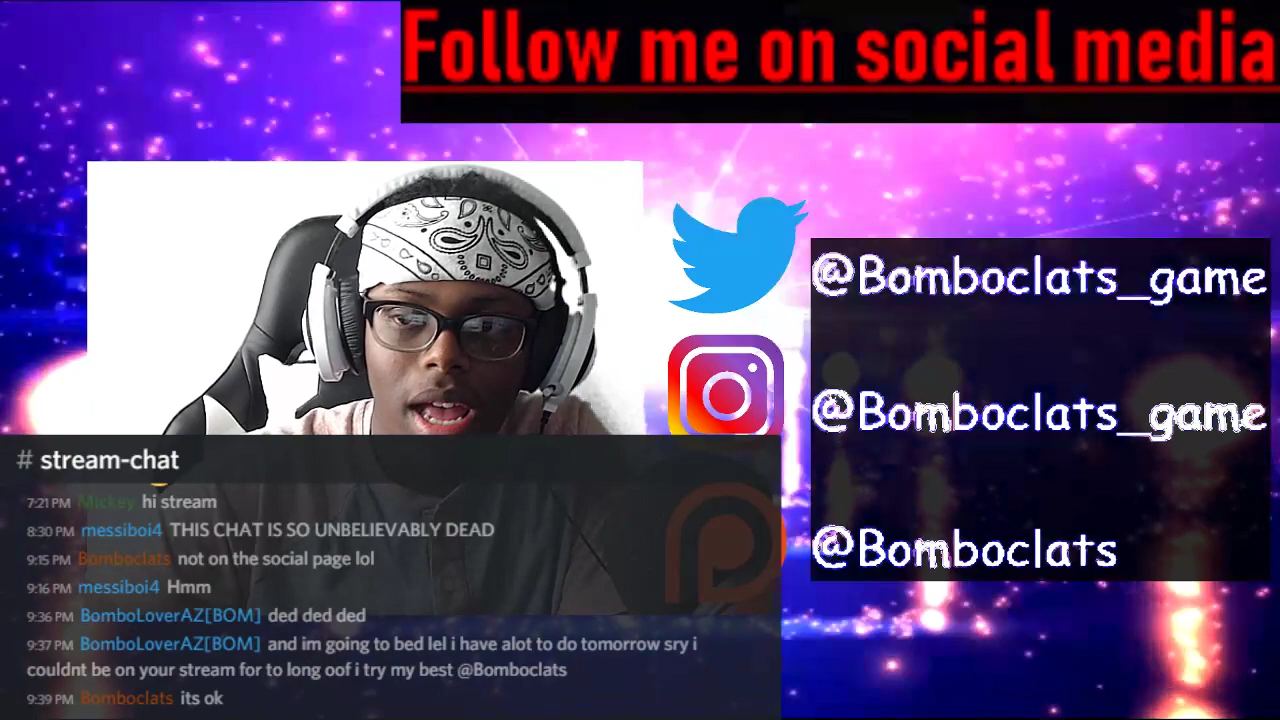 Follow me on social media
@Bomboclats_game
@Bomboclats_game
@Bomboclats
# stream-chat
7:21 PM Mickey hi stream
8:30 PM messiboi4 THIS CHAT IS SO UNBELIEVABLY DEAD
9:15 PM Bomboclats not on the social page lol
9:16 PM messiboi4 Hmm
9:36 PM BomboLoverAZ[BOM] ded ded ded
9:37 PM BomboLoverAZ[BOM] and im going to bed lel i have alot to do tomorrow sry i
couldnt be on your stream for to long oof i try my best @Bomboclats
9:39 PM Bomboclats its ok